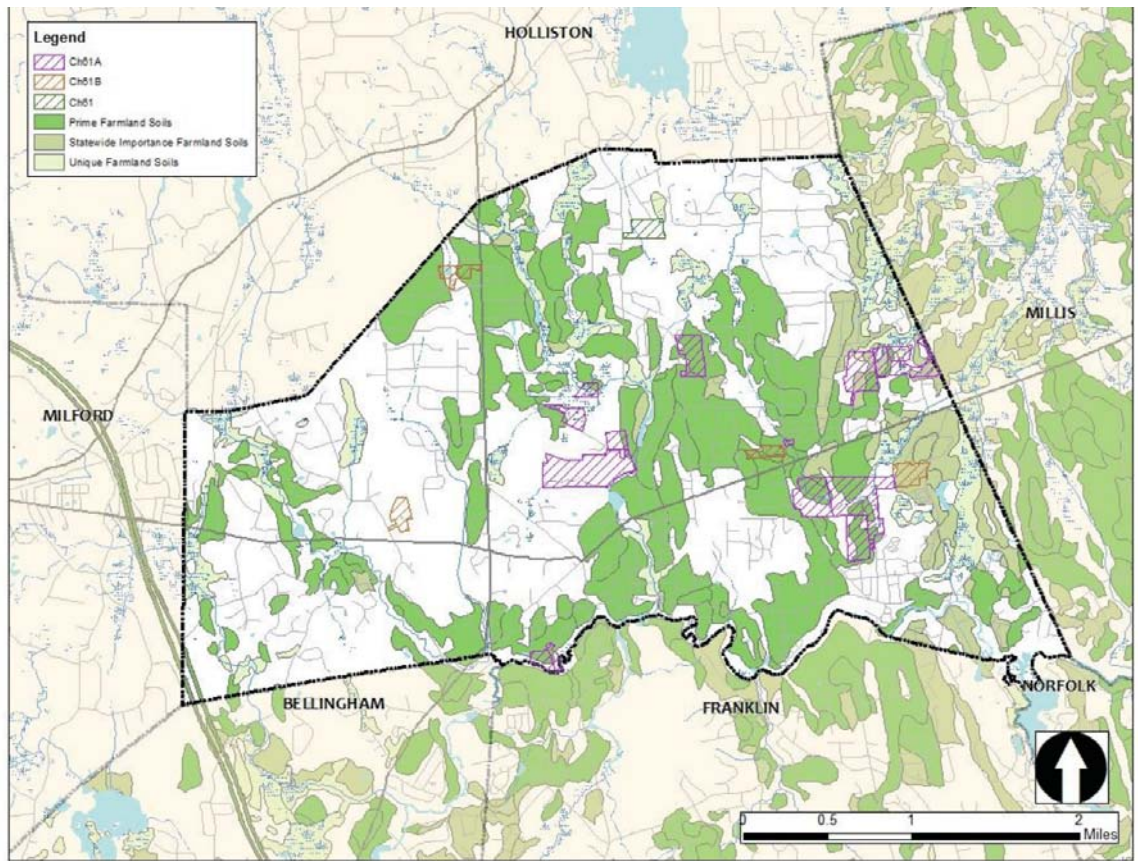 HOLLISTON
Legend
Ch61A
Ch61B
Ch61
Prime Farmland Soils
Statewide Importance Farmland Soils
Unique Farmland Soils
MILLIS
MILFORD
BELLINGHAM
FRANKLIN
NORFOLK
0 0.5 1 2
Miles